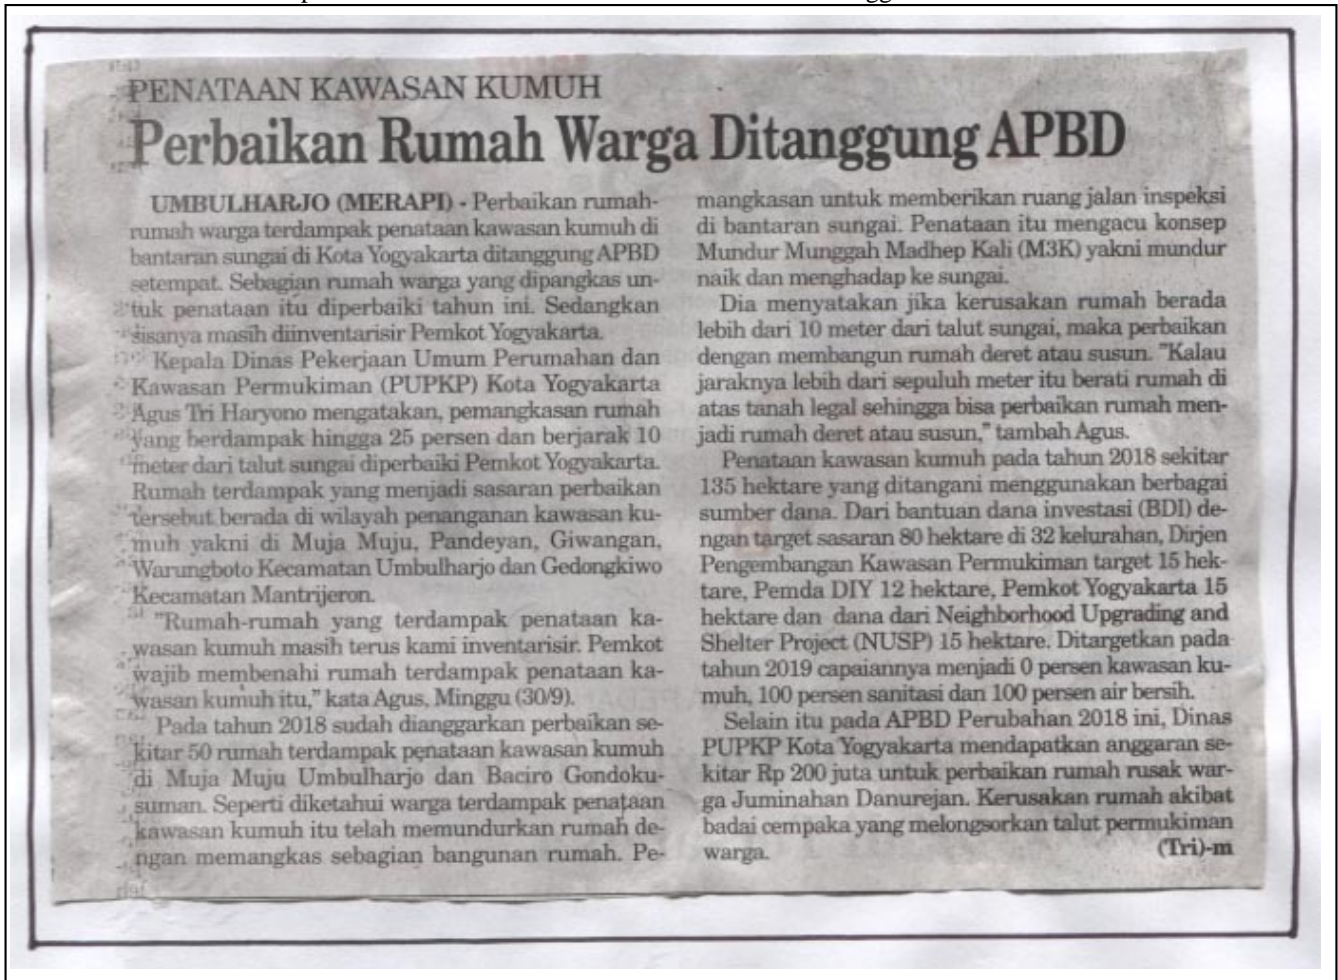 PENATAAN KAWASAN KUMUH
Perbaikan Rumah Warga Ditanggung APBD
UMBULHARJO (MERAPI) - Perbaikan rumah-
rumah warga terdampak penataan kawasan kumuh di
bantaran sungai di Kota Yogyakarta ditanggung APBD
setempat. Sebagian rumah warga yang dipangkas un-
tuk penataan itu diperbaiki tahun ini. Sedangkan
sisanya masih diinventarisir Pemkot Yogyakarta.
Kepala Dinas Pekerjaan Umum Perumahan dan
Kawasan Permukiman (PUPKP) Kota Yogyakarta
Agus Tri Haryono mengatakan, pemangkasan rumah
yang berdampak hingga 25 persen dan berjarak 10
meter dari talut sungai diperbaiki Pemkot Yogyakarta.
Rumah terdampak yang menjadi sasaran perbaikan
tersebut berada di wilayah penanganan kawasan ku-
muh yakni di Muja Muju, Pandeyan, Giwangan,
Warungboto Kecamatan Umbulharjo dan Gedongkiwo
Kecamatan Mantrijeron.
"Rumah-rumah yang terdampak penataan ka-
wasan kumuh masih terus kami inventarisir. Pemkot
wajib membenahi rumah terdampak penataan ka-
wasan kumuh itu," kata Agus, Minggu (30/9).
Pada tahun 2018 sudah dianggarkan perbaikan se-
kitar 50 rumah terdampak penataan kawasan kumuh
di Muja Muju Umbulharjo dan Baciro Gondoku-
suman. Seperti diketahui warga terdampak penataan
kawasan kumuh itu telah memundurkan rumah de-
ngan memangkas sebagian bangunan rumah. Pe-
mangkasan untuk memberikan ruang jalan inspeksi
di bantaran sungai. Penataan itu mengacu konsep
Mundur Munggah Madhep Kali (M3K) yakni mundur
naik dan menghadap ke sungai.
Dia menyatakan jika kerusakan rumah berada
lebih dari 10 meter dari talut sungai, maka perbaikan
dengan membangun rumah deret atau susun. "Kalau
jaraknya lebih dari sepuluh meter itu berati rumah di
atas tanah legal sehingga bisa perbaikan rumah men-
jadi rumah deret atau susun," tambah Agus.
Penataan kawasan kumuh pada tahun 2018 sekitar
135 hektare yang ditangani menggunakan berbagai
sumber dana. Dari bantuan dana investasi (BDI) de-
ngan target sasaran 80 hektare di 32 kelurahan, Dirjen
Pengembangan Kawasan Permukiman target 15 hek-
tare, Pemda DIY 12 hektare, Pemkot Yogyakarta 15
hektare dan dana dari Neighborhood Upgrading and
Shelter Project (NUSP) 15 hektare. Ditargetkan pada
tahun 2019 capaiannya menjadi 0 persen kawasan ku-
muh, 100 persen sanitasi dan 100 persen air bersih.
Selain itu pada APBD Perubahan 2018 ini, Dinas
PUPKP Kota Yogyakarta mendapatkan anggaran se-
kitar Rp 200 juta untuk perbaikan rumah rusak war-
ga Juminahan Danurejan. Kerusakan rumah akibat
badai cempaka yang melongsorkan talut permukiman
warga. (Tri)-m